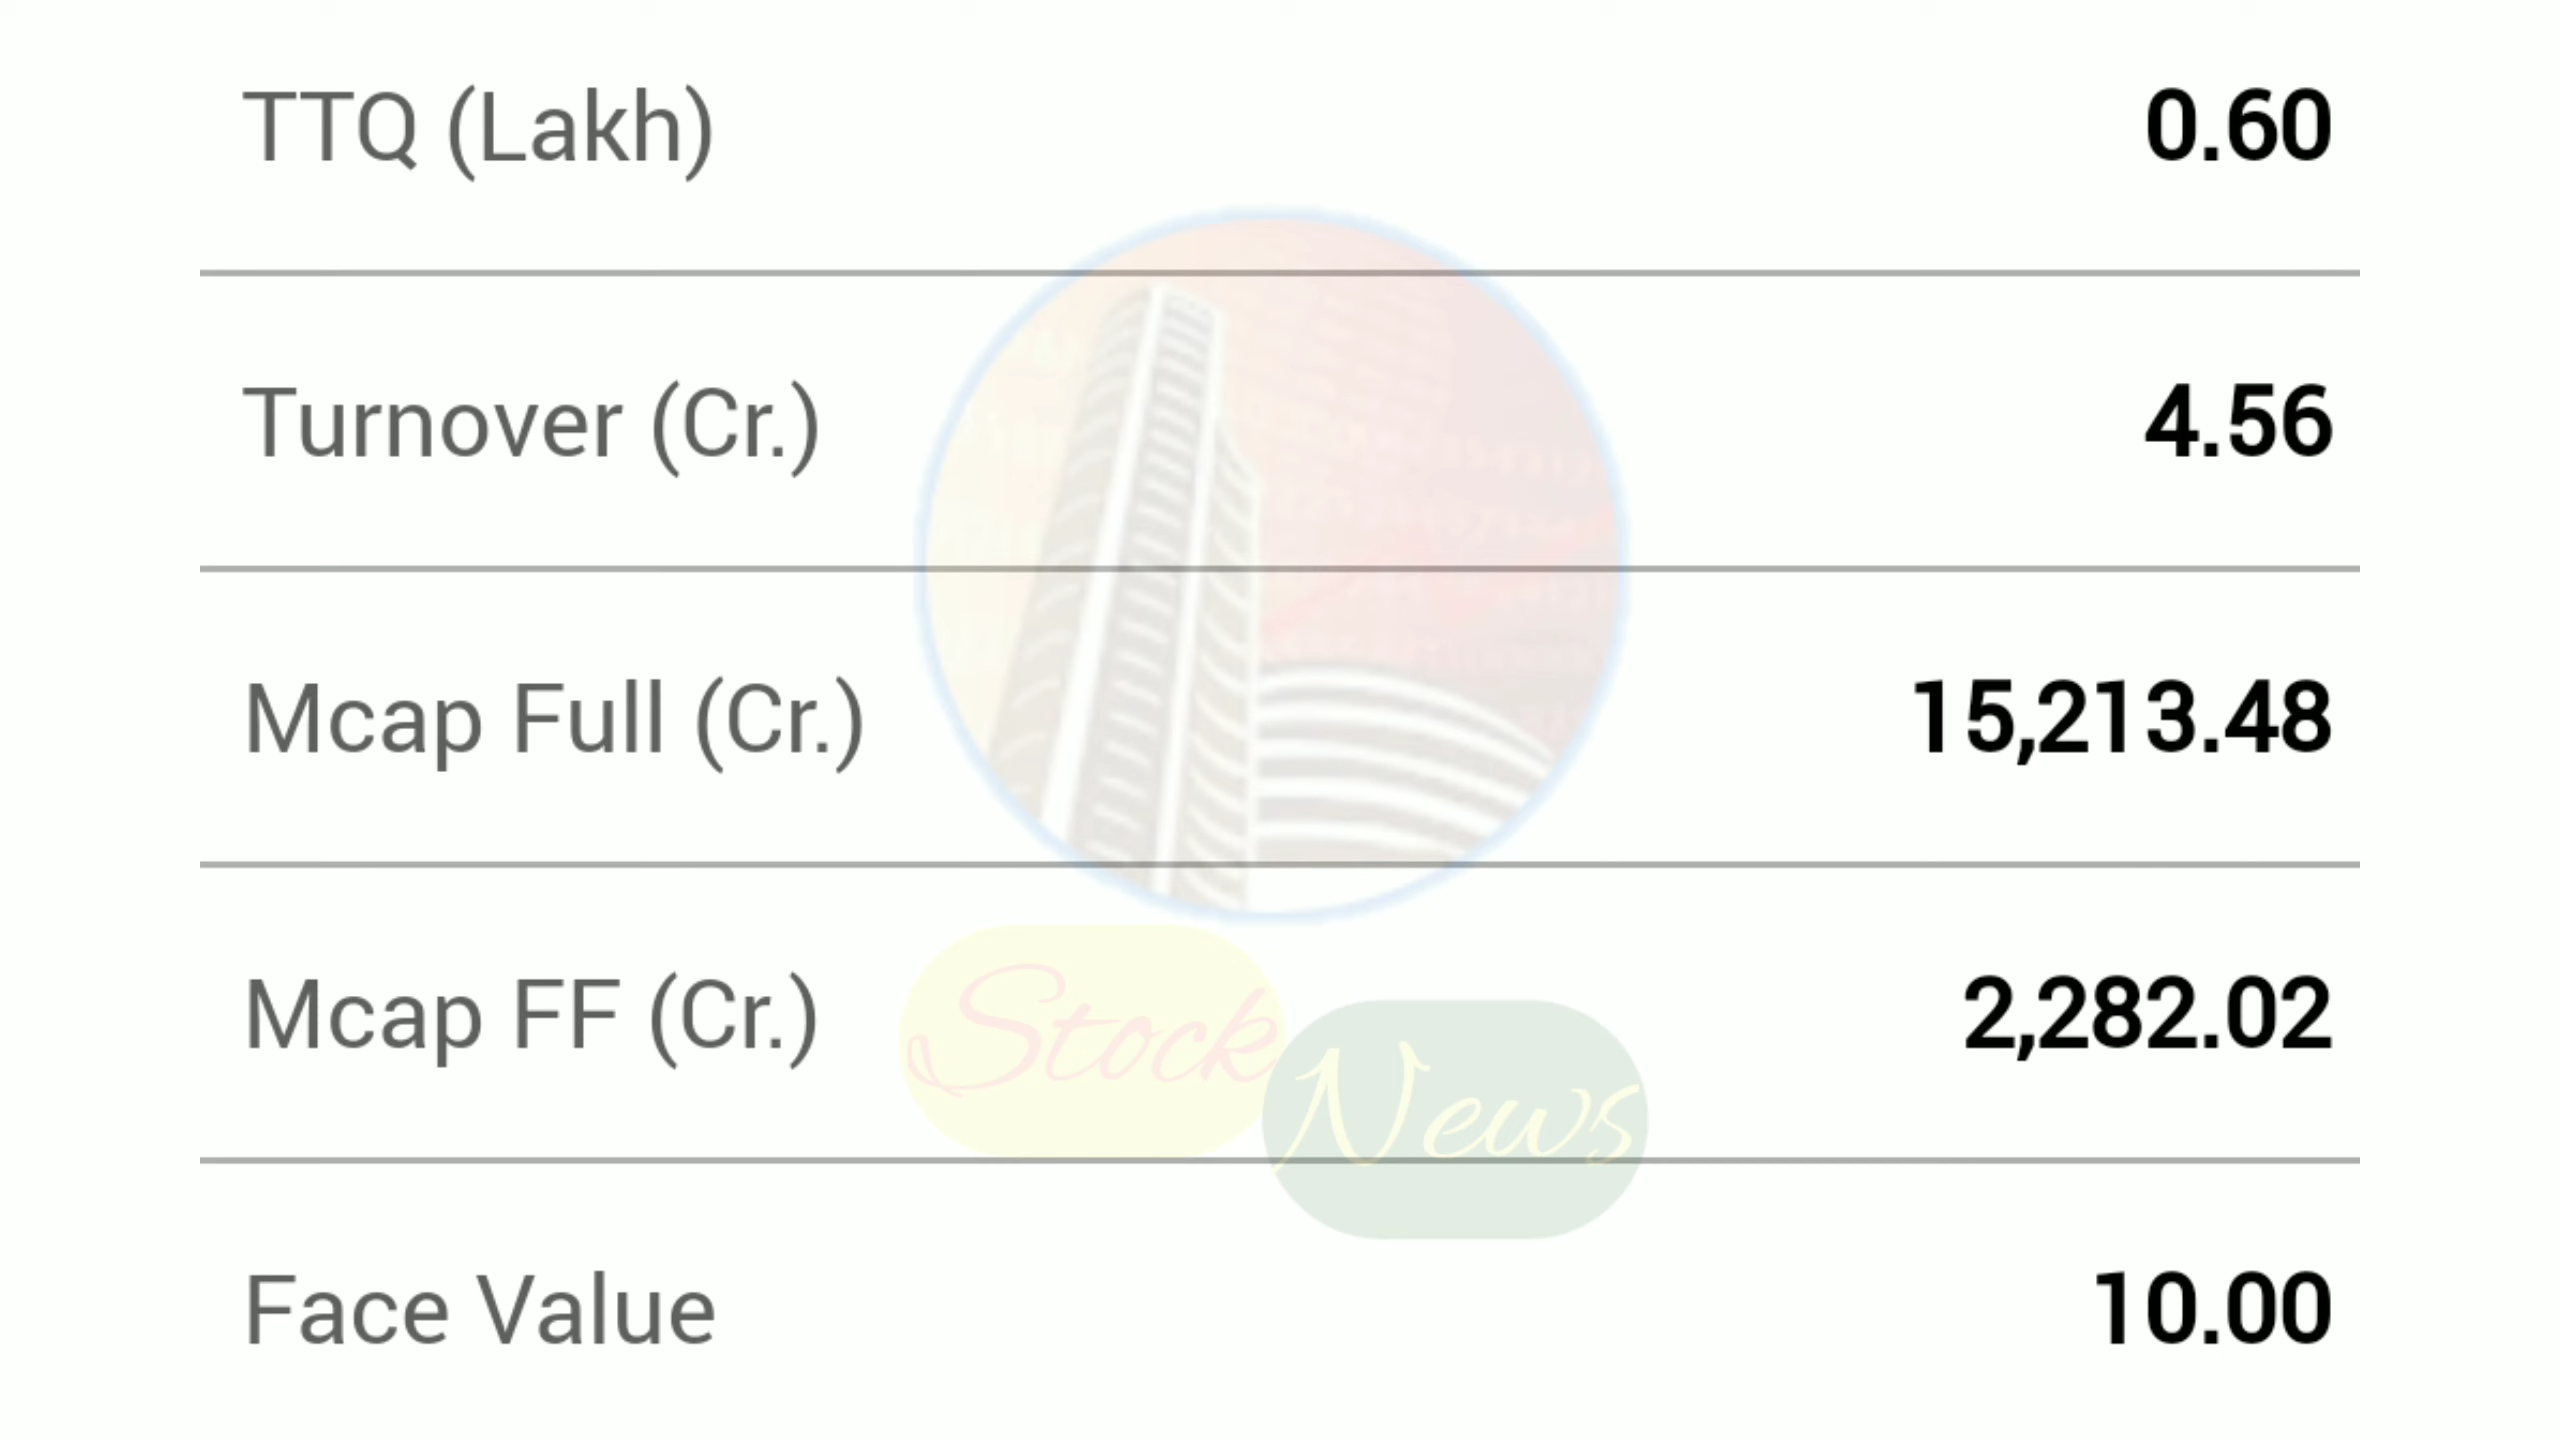 TTQ (Lakh) 0.60
Turnover (Cr.) 4.56
Mcap Full (Cr.) 15,213.48
Mcap FF (Cr.) 2,282.02
Stock
News
Face Value 10.00